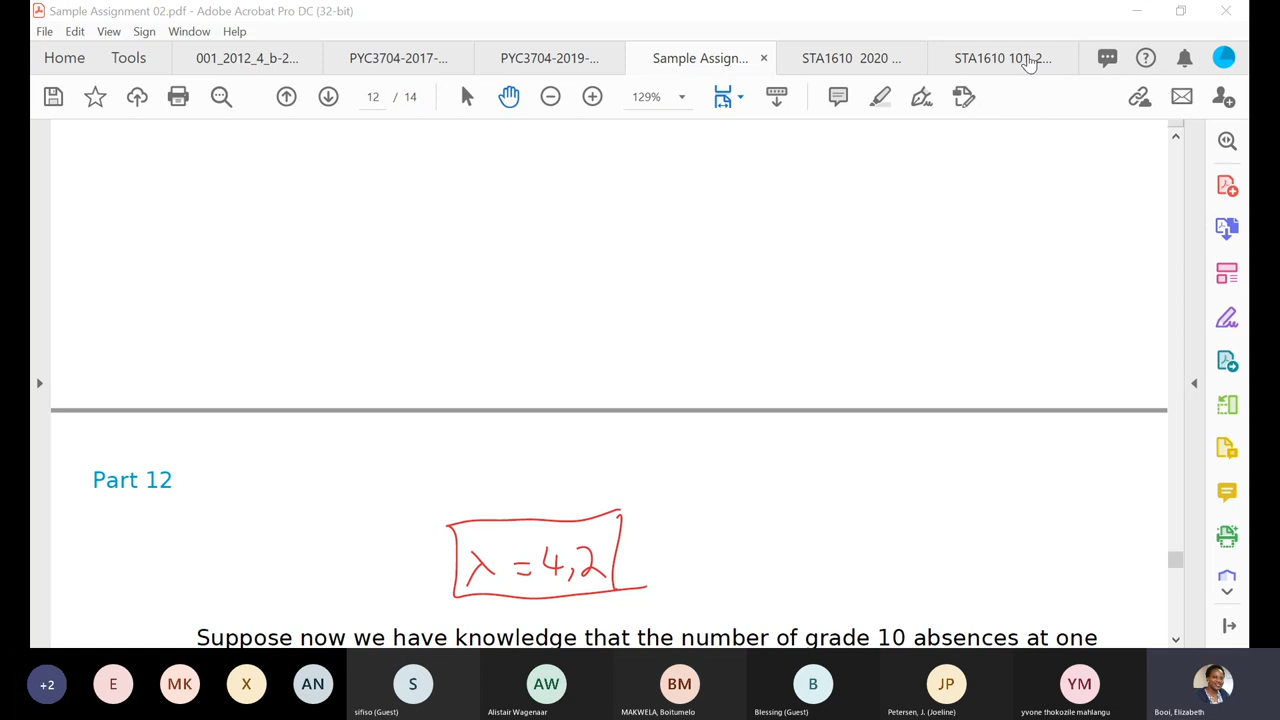 Sample Assignment 02.pdf - Adobe Acrobat Pro DC (32-bit)
File Edit View Sign Window Help
Home Tools 001_2012_4_b-2... PYC3704-2017-... PYC3704-2019-... Sample Assign... × STA1610 2020 ... STA1610 101_2...
12 / 14 129%
Part 12
λ = 4,2
Suppose now we have knowledge that the number of grade 10 absences at one
+2 E MK X AN S AW BM B JP YM
sifiso (Guest) Alistair Wagenaar MAKWELA, Boitumelo Blessing (Guest) Petersen, J. (Joeline) yvone thokozile mahlangu Booi, Elizabeth